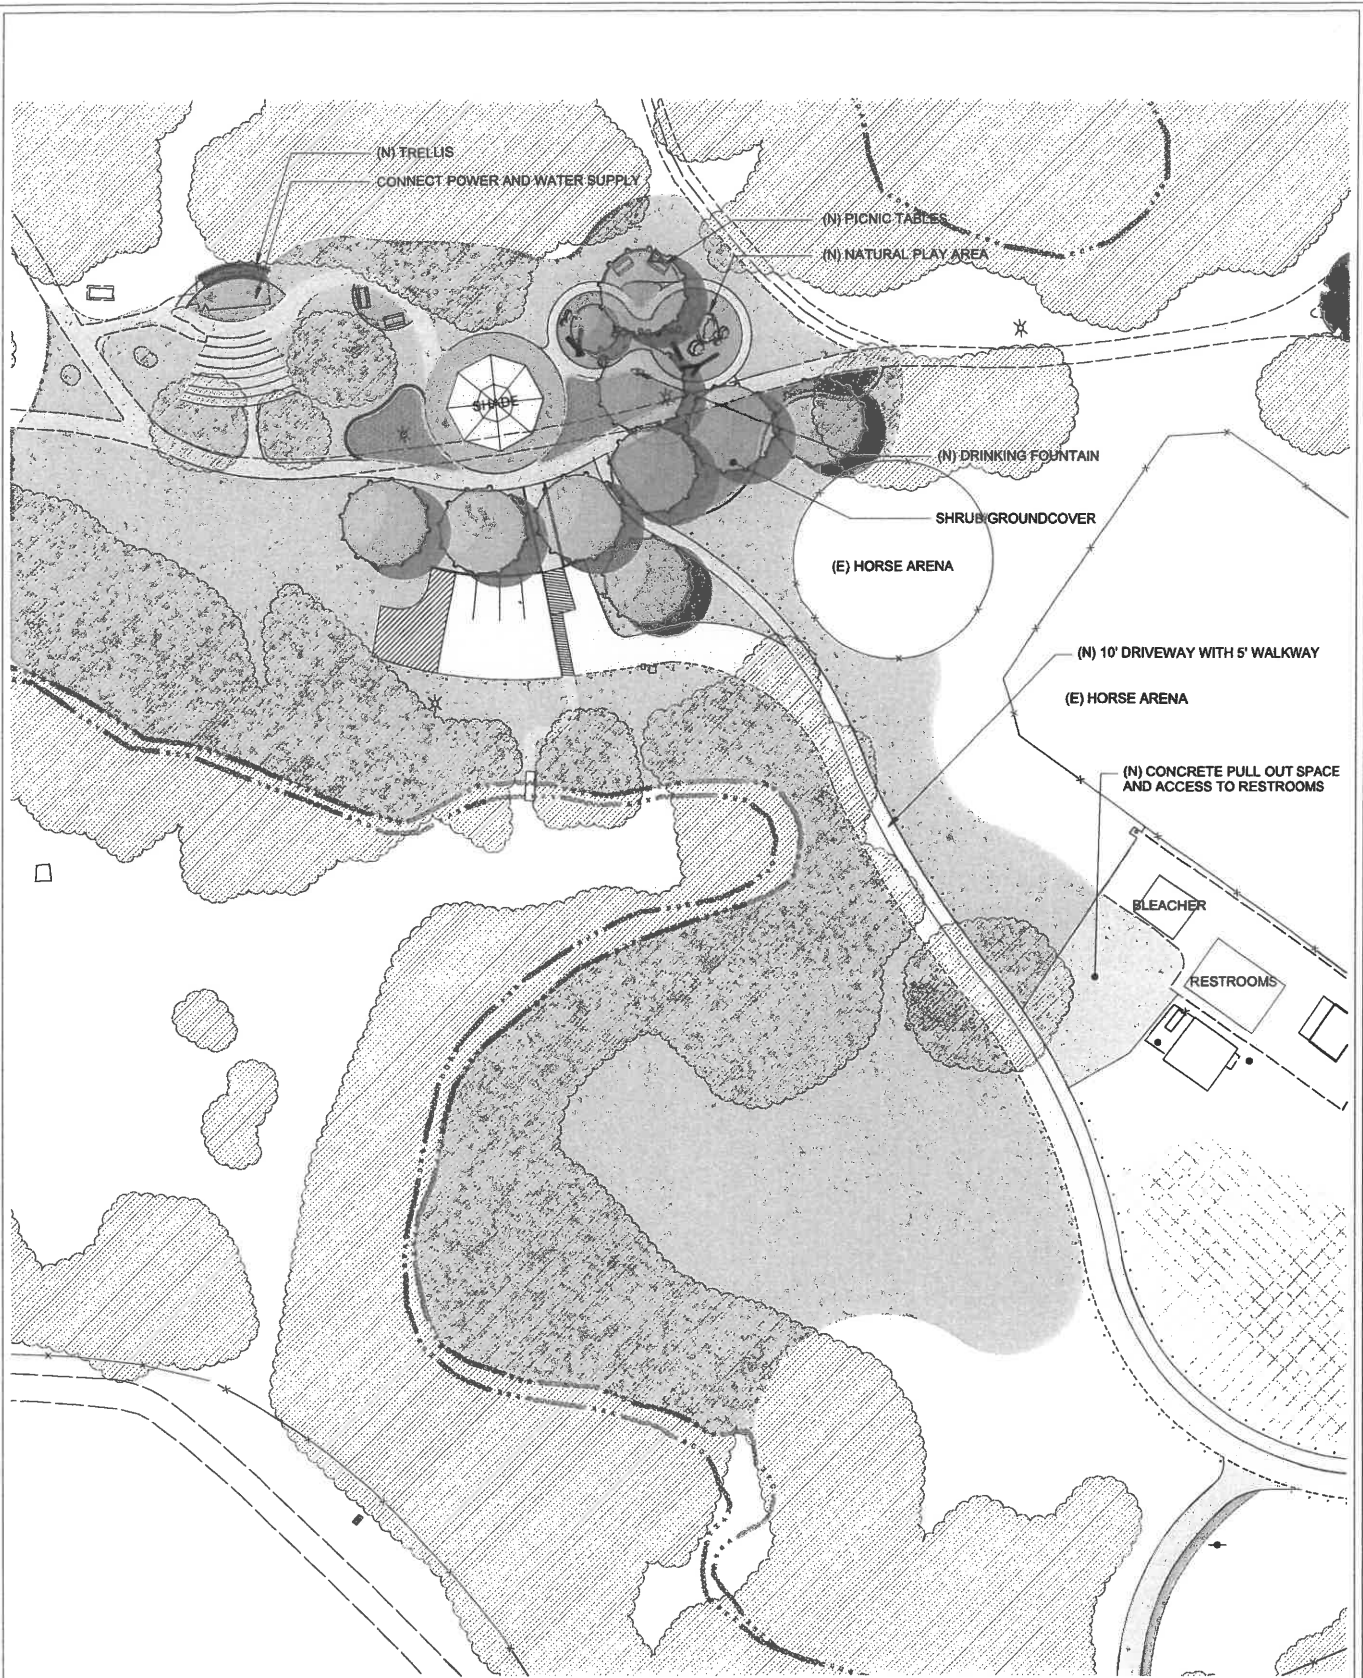 (N) TRELLIS
CONNECT POWER AND WATER SUPPLY
(N) PICNIC TABLES
(N) NATURAL PLAY AREA
SHADE
(N) DRINKING FOUNTAIN
SHRUB/GROUNDCOVER
(E) HORSE ARENA
(N) 10' DRIVEWAY WITH 5' WALKWAY
(E) HORSE ARENA
(N) CONCRETE PULL OUT SPACE
AND ACCESS TO RESTROOMS
BLEACHER
RESTROOMS